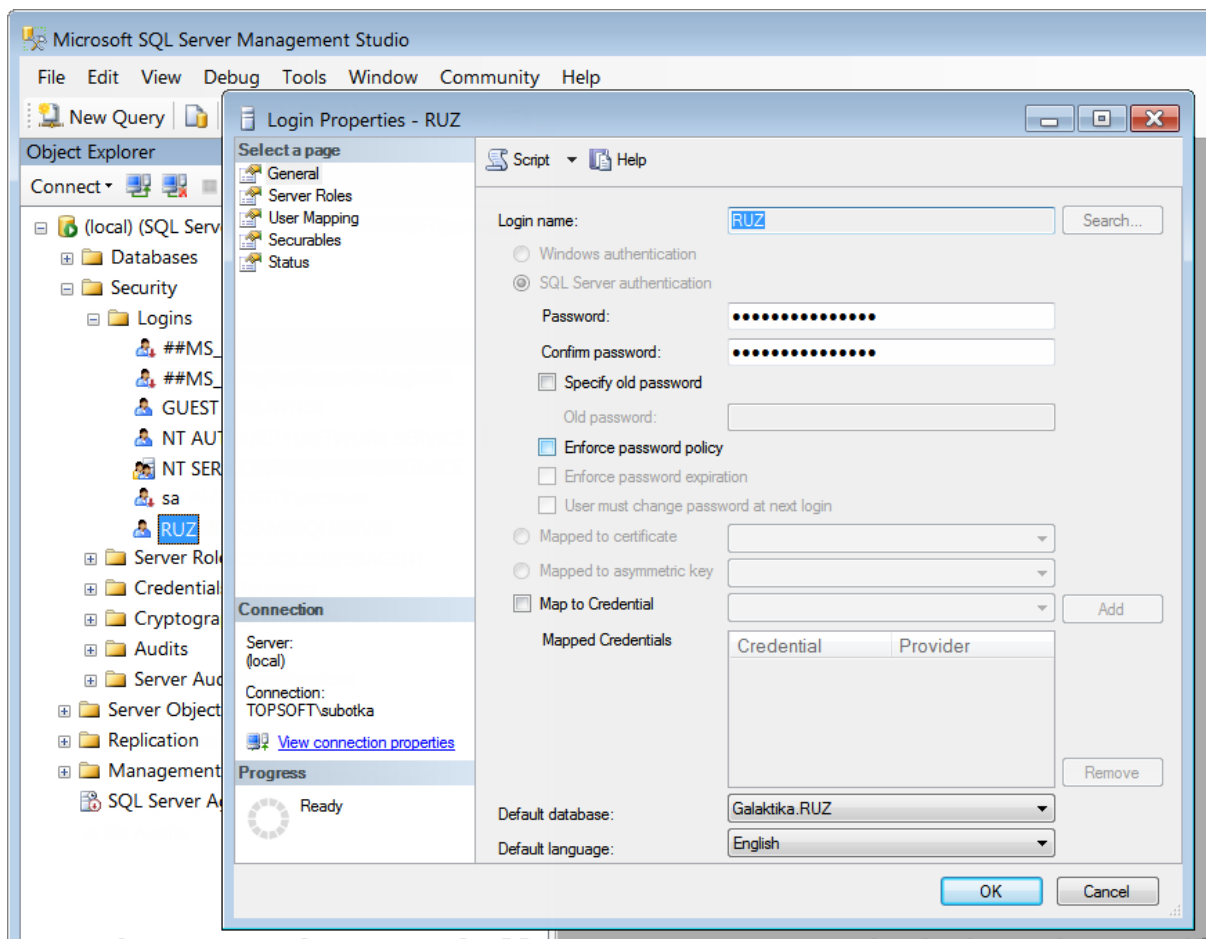 Microsoft SQL Server Management Studio
File Edit View Debug Tools Window Community Help
New Query
Object Explorer
Connect
(local) (SQL Serv
Databases
Security
Logins
##MS_
##MS_
GUEST
NT AUT
NT SER
sa
RUZ
Server Role
Credential
Cryptogra
Audits
Server Aud
Server Object
Replication
Management
SQL Server Ag
Login Properties - RUZ
Select a page
General
Server Roles
User Mapping
Securables
Status
Connection
Server:
(local)
Connection:
TOPSOFT\subotka
View connection properties
Progress
Ready
Script Help
Login name: RUZ Search...
Windows authentication
SQL Server authentication
Password: ●●●●●●●●●●●●●●●
Confirm password: ●●●●●●●●●●●●●●●
Specify old password
Old password:
Enforce password policy
Enforce password expiration
User must change password at next login
Mapped to certificate
Mapped to asymmetric key
Map to Credential Add
Mapped Credentials Credential Provider
Remove
Default database: Galaktika.RUZ
Default language: English
OK Cancel